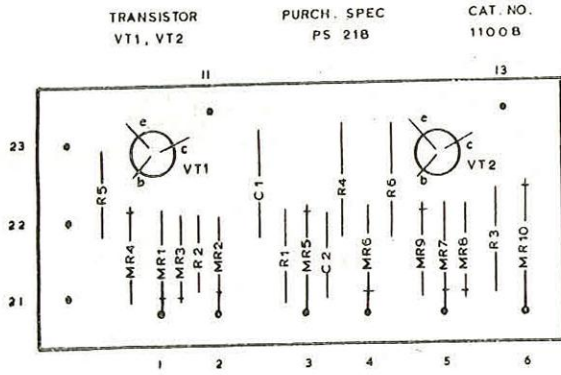 TRANSISTOR PURCH. SPEC CAT. NO.
VT1, VT2 PS 218 11008
11 13
23
e c b VT1
e c b VT2
R5 C1 R4 R6
22
MR4 MR1 MR3 R2 MR2 R1 MR5 C2 MR6 MR9 MR7 MR8 R3 MR10
21
1 2 3 4 5 6